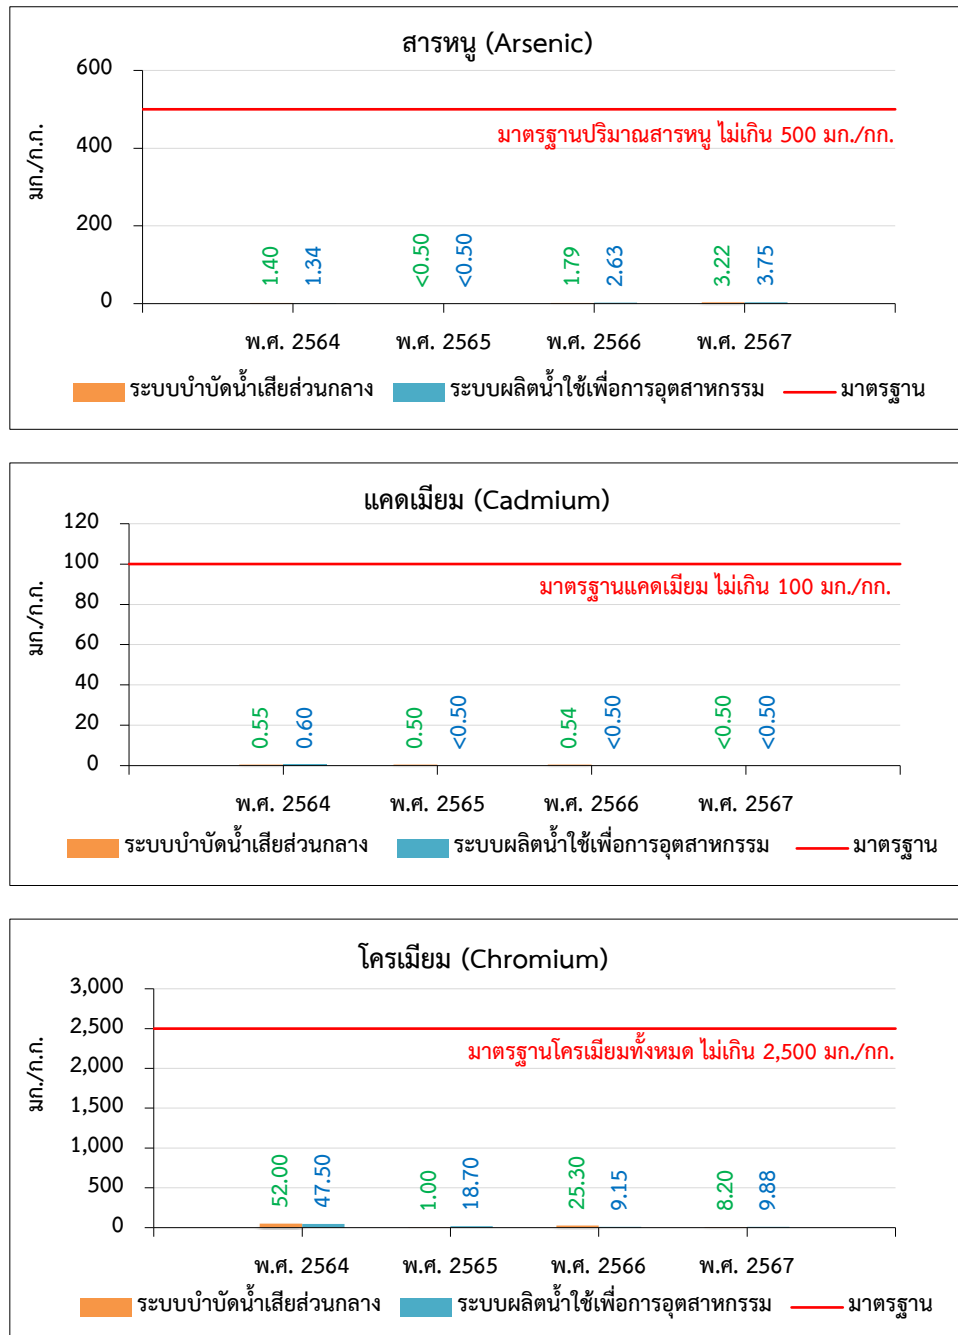 สารหนู (Arsenic)
600
400
200
0
มก./ก.ก.
มาตรฐานปริมาณสารหนู ไม่เกิน 500 มก./กก.
1.40 1.34 <0.50 <0.50 1.79 2.63 3.22 3.75
พ.ศ. 2564 พ.ศ. 2565 พ.ศ. 2566 พ.ศ. 2567
ระบบบำบัดน้ำเสียส่วนกลาง ระบบผลิตน้ำใช้เพื่อการอุตสาหกรรม มาตรฐาน
แคดเมียม (Cadmium)
120
100
80
60
40
20
0
มก./ก.ก.
มาตรฐานแคดเมียม ไม่เกิน 100 มก./กก.
0.55 0.60 0.50 <0.50 0.54 <0.50 <0.50 <0.50
พ.ศ. 2564 พ.ศ. 2565 พ.ศ. 2566 พ.ศ. 2567
ระบบบำบัดน้ำเสียส่วนกลาง ระบบผลิตน้ำใช้เพื่อการอุตสาหกรรม มาตรฐาน
โครเมียม (Chromium)
3,000
2,500
2,000
1,500
1,000
500
0
มก./ก.ก.
มาตรฐานโครเมียมทั้งหมด ไม่เกิน 2,500 มก./กก.
52.00 47.50 1.00 18.70 25.30 9.15 8.20 9.88
พ.ศ. 2564 พ.ศ. 2565 พ.ศ. 2566 พ.ศ. 2567
ระบบบำบัดน้ำเสียส่วนกลาง ระบบผลิตน้ำใช้เพื่อการอุตสาหกรรม มาตรฐาน